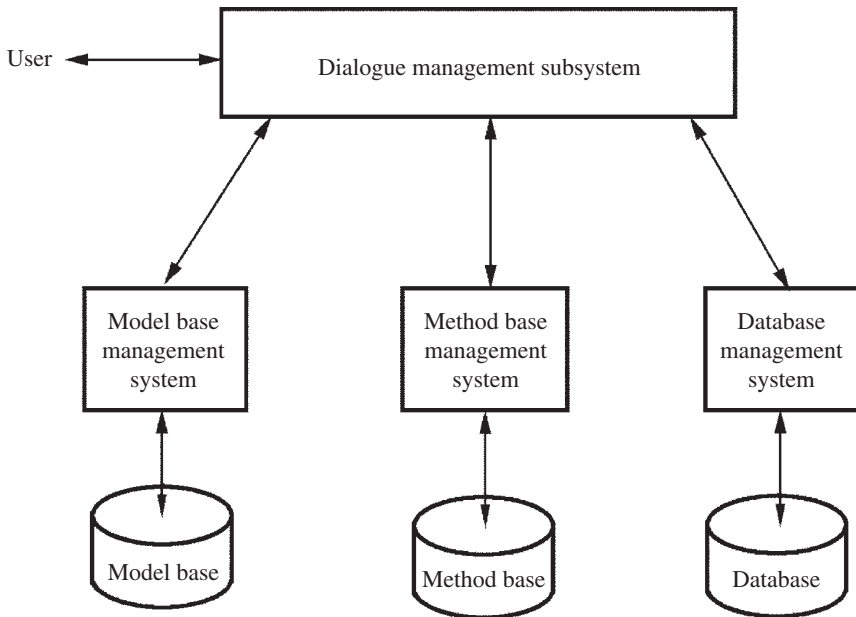 User
Dialogue management subsystem
Model base
management
system
Method base
management
system
Database
management
system
Model base
Method base
Database